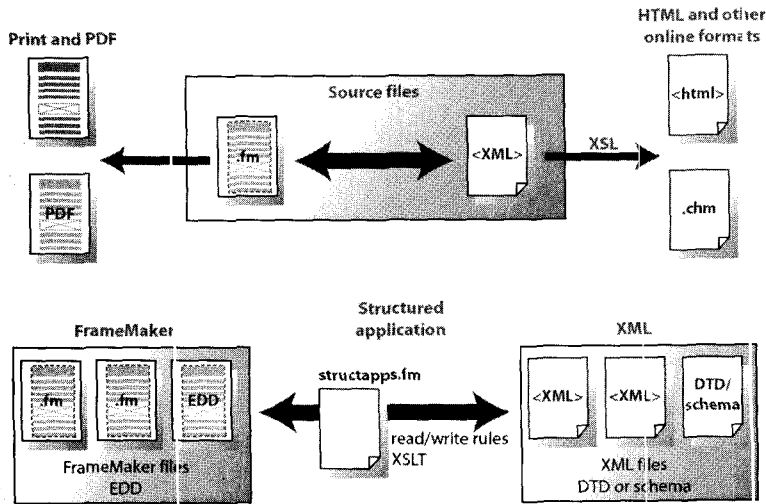 Print and PDF
HTML and other
online formats
Source files
.fm
<XML>
XSL
<html>
PDF
.chm
FrameMaker
Structured
application
XML
.fm
.fm
EDD
structapps.fm
<XML>
<XML>
DTD/
schema
read/write rules
XSLT
FrameMaker files
EDD
XML files
DTD or schema